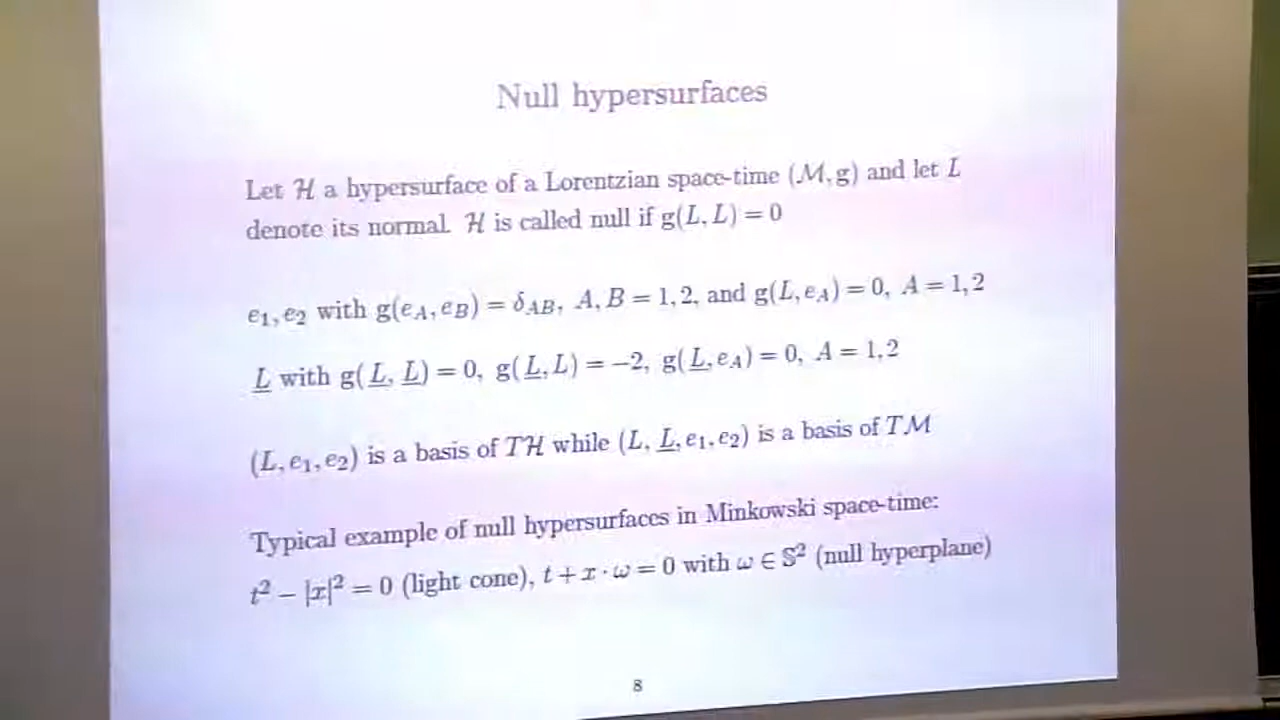 Null hypersurfaces
Let ℋ a hypersurface of a Lorentzian space-time (ℳ, g) and let L
denote its normal. ℋ is called null if g(L, L) = 0
e₁, e₂ with g(e_A, e_B) = δ_AB, A, B = 1, 2, and g(L, e_A) = 0, A = 1, 2
L̲ with g(L̲, L̲) = 0, g(L̲, L) = −2, g(L̲, e_A) = 0, A = 1, 2
(L, e₁, e₂) is a basis of Tℋ while (L, L̲, e₁, e₂) is a basis of Tℳ
Typical example of null hypersurfaces in Minkowski space-time:
t² − |x|² = 0 (light cone), t + x · ω = 0 with ω ∈ 𝕊² (null hyperplane)
8